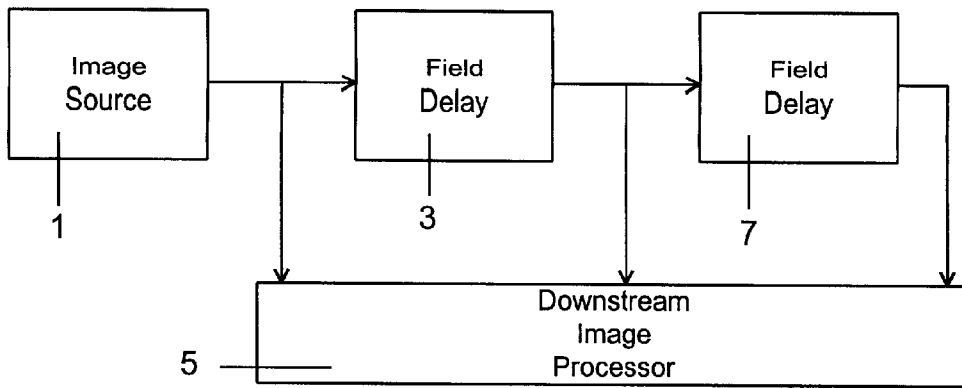 Image
Source
Field
Delay
Field
Delay
1
3
7
Downstream
Image
Processor
5